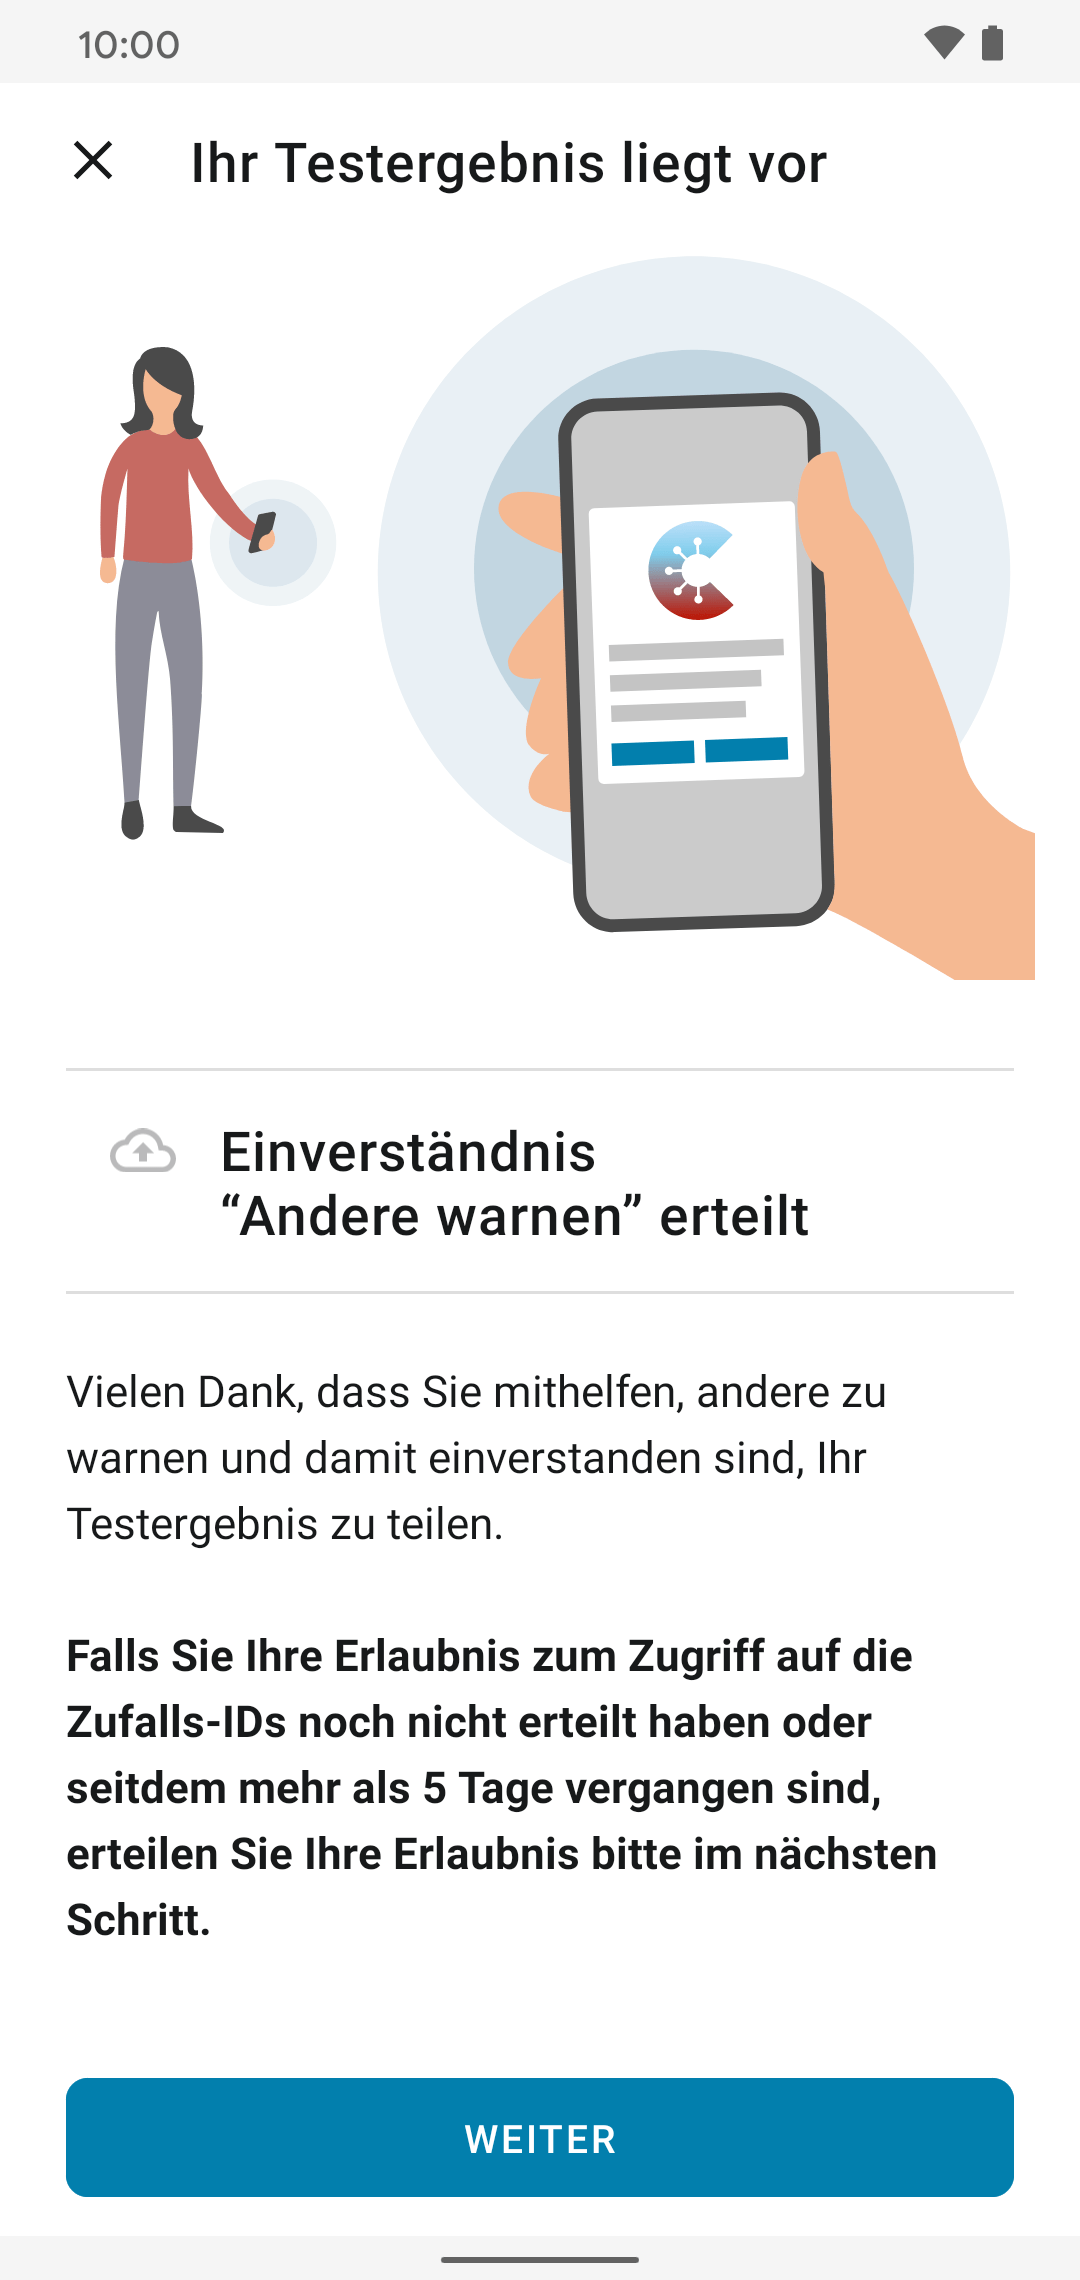 10:00
Ihr Testergebnis liegt vor
Einverständnis
“Andere warnen” erteilt
Vielen Dank, dass Sie mithelfen, andere zu
warnen und damit einverstanden sind, Ihr
Testergebnis zu teilen.
Falls Sie Ihre Erlaubnis zum Zugriff auf die
Zufalls-IDs noch nicht erteilt haben oder
seitdem mehr als 5 Tage vergangen sind,
erteilen Sie Ihre Erlaubnis bitte im nächsten
Schritt.
WEITER